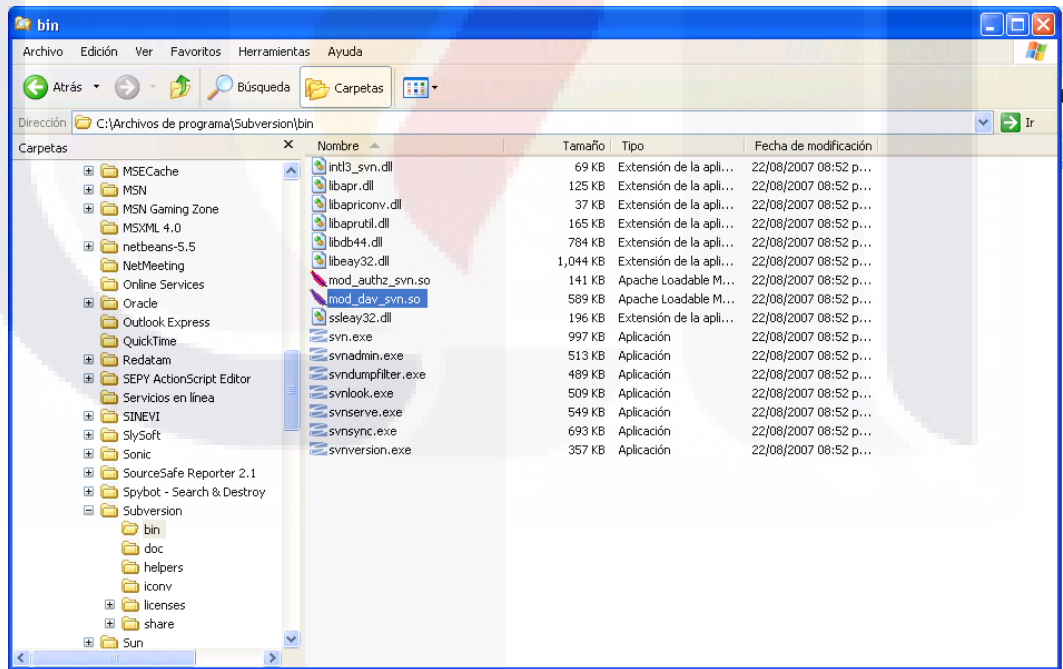 bin
Archivo Edición Ver Favoritos Herramientas Ayuda
Atrás Búsqueda Carpetas
Dirección C:\Archivos de programa\Subversion\bin Ir
Carpetas
MSECache
MSN
MSN Gaming Zone
MSXML 4.0
netbeans-5.5
NetMeeting
Online Services
Oracle
Outlook Express
QuickTime
Redatam
SEPY ActionScript Editor
Servicios en línea
SINEVI
SlySoft
Sonic
SourceSafe Reporter 2.1
Spybot - Search & Destroy
Subversion
bin
doc
helpers
iconv
licenses
share
Sun
Nombre Tamaño Tipo Fecha de modificación
intl3_svn.dll 69 KB Extensión de la apli... 22/08/2007 08:52 p...
libapr.dll 125 KB Extensión de la apli... 22/08/2007 08:52 p...
libapriconv.dll 37 KB Extensión de la apli... 22/08/2007 08:52 p...
libaprutil.dll 165 KB Extensión de la apli... 22/08/2007 08:52 p...
libdb44.dll 784 KB Extensión de la apli... 22/08/2007 08:52 p...
libeay32.dll 1,044 KB Extensión de la apli... 22/08/2007 08:52 p...
mod_authz_svn.so 141 KB Apache Loadable M... 22/08/2007 08:52 p...
mod_dav_svn.so 589 KB Apache Loadable M... 22/08/2007 08:52 p...
ssleay32.dll 196 KB Extensión de la apli... 22/08/2007 08:52 p...
svn.exe 997 KB Aplicación 22/08/2007 08:52 p...
svnadmin.exe 513 KB Aplicación 22/08/2007 08:52 p...
svndumpfilter.exe 489 KB Aplicación 22/08/2007 08:52 p...
svnlook.exe 509 KB Aplicación 22/08/2007 08:52 p...
svnserve.exe 549 KB Aplicación 22/08/2007 08:52 p...
svnsync.exe 693 KB Aplicación 22/08/2007 08:52 p...
svnversion.exe 357 KB Aplicación 22/08/2007 08:52 p...